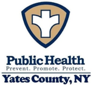 Public Health
Prevent. Promote. Protect.
Yates County, NY